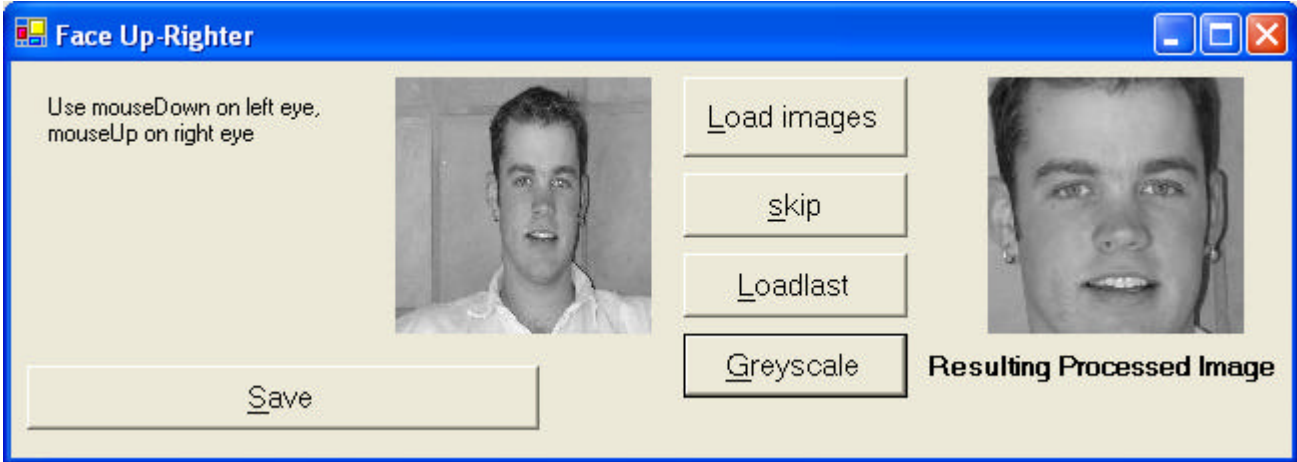 Face Up-Righter
Use mouseDown on left eye,
mouseUp on right eye
Load images
skip
Loadlast
Greyscale
Resulting Processed Image
Save